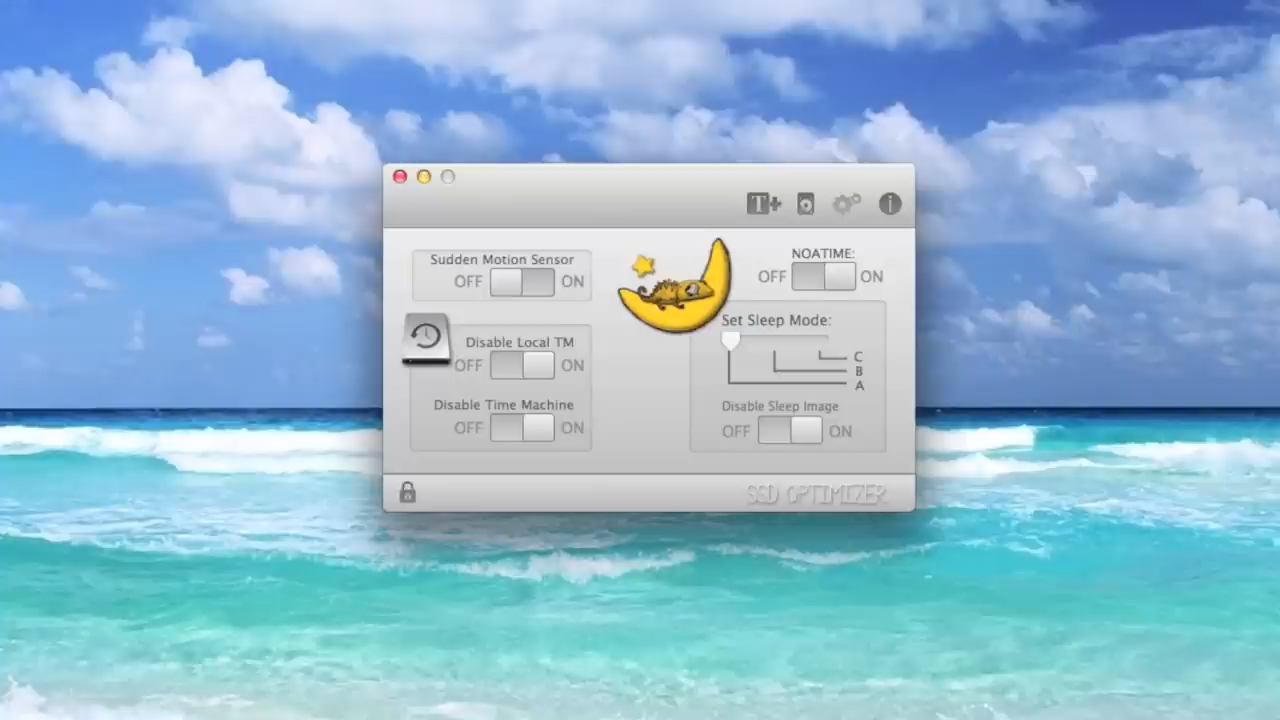 T+
i
Sudden Motion Sensor
OFF ON
Disable Local TM
OFF ON
Disable Time Machine
OFF ON
NOATIME:
OFF ON
Set Sleep Mode:
C
B
A
Disable Sleep Image
OFF ON
SSD OPTIMIZER